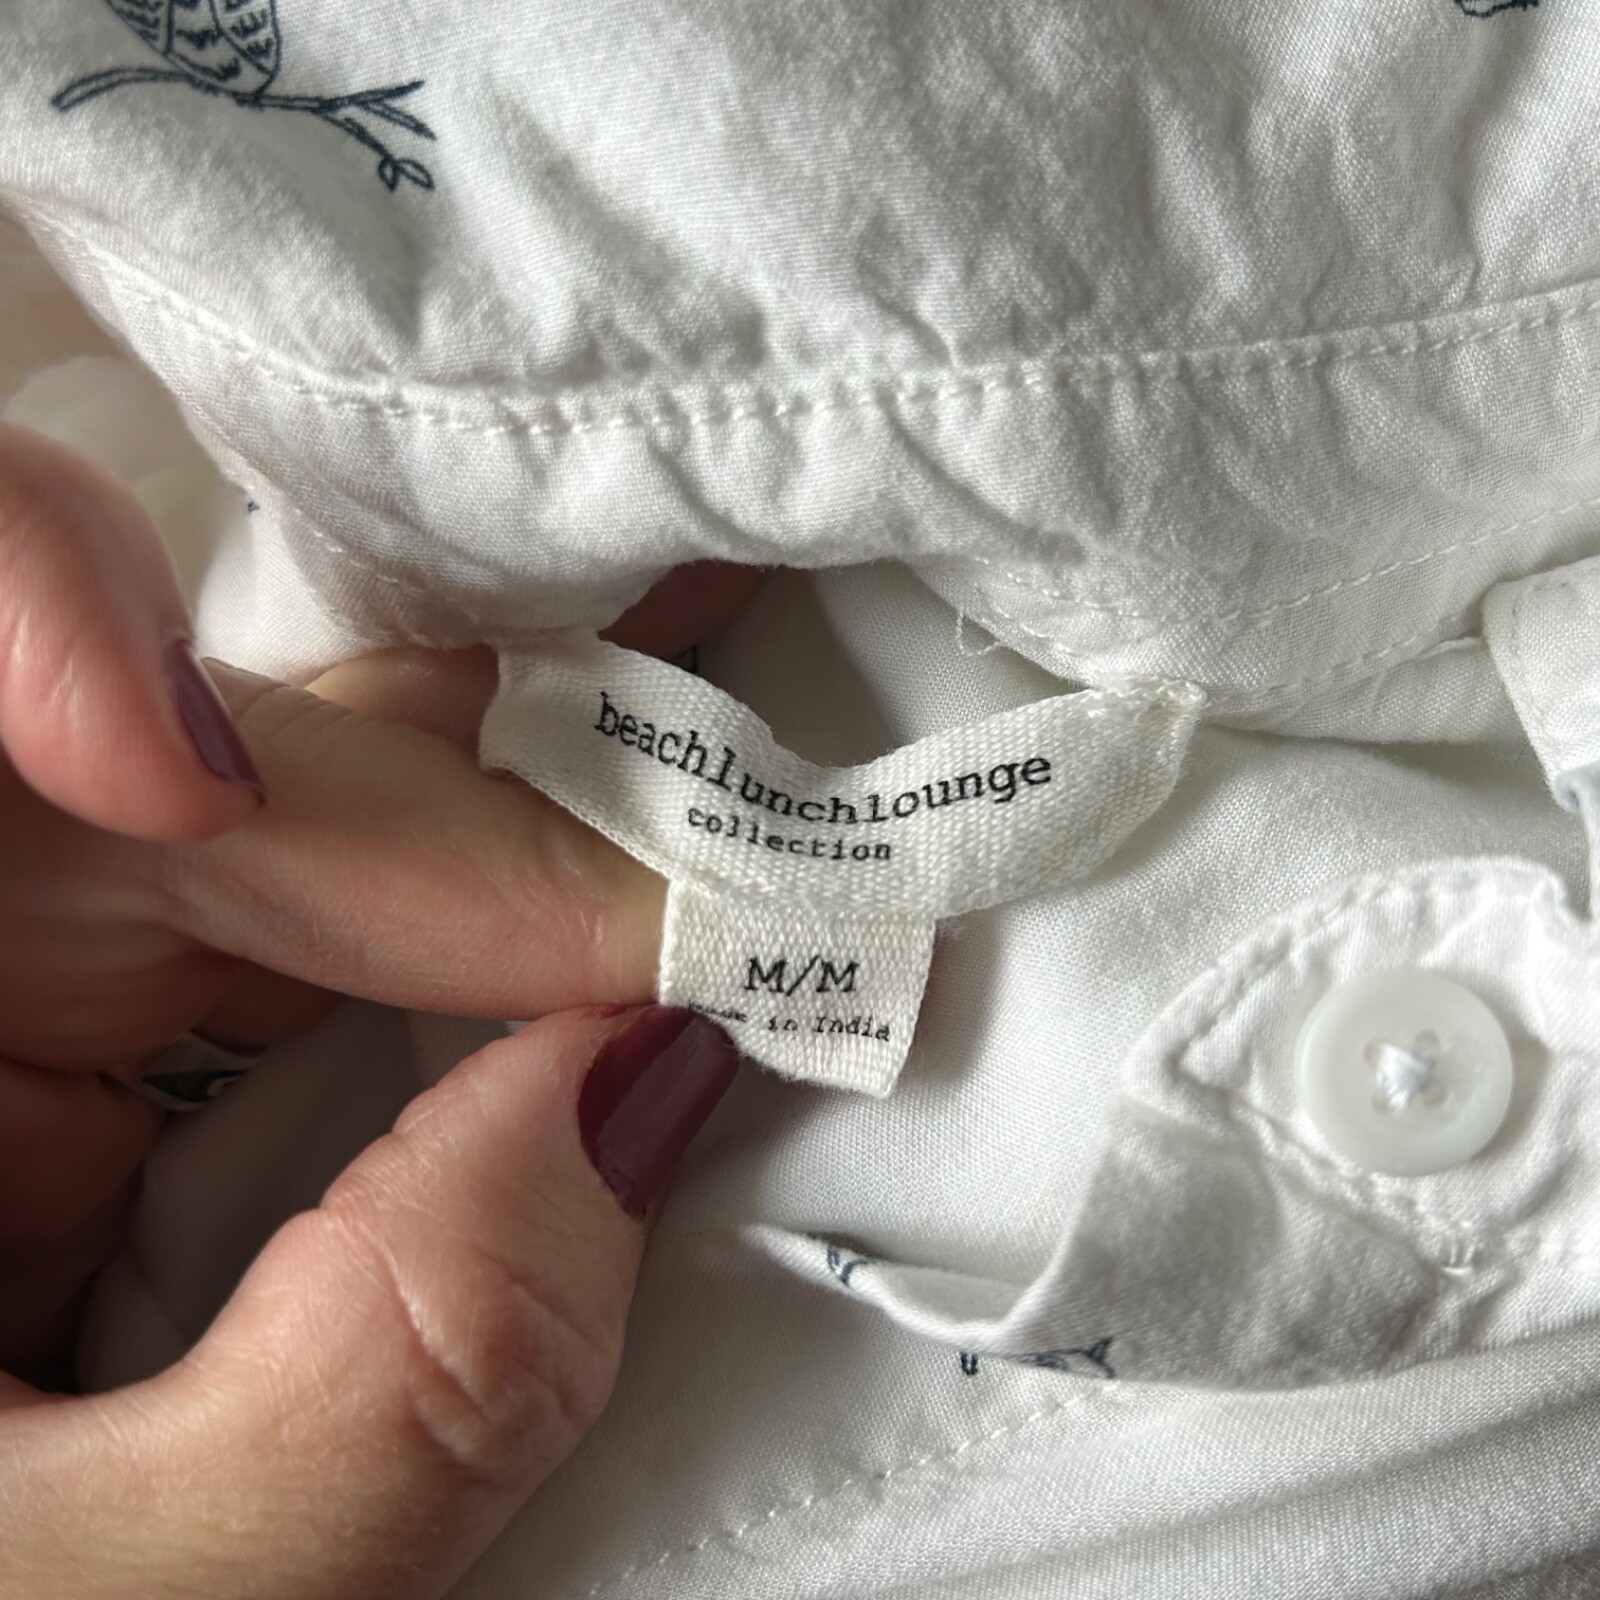 beachlunchlounge
collection
M/M
made in India